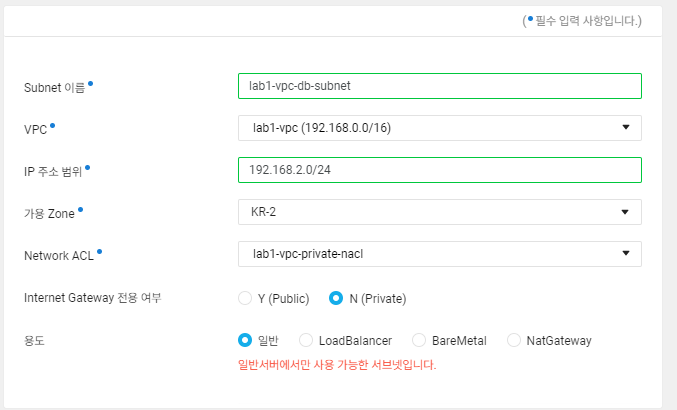 (• 필수 입력 사항입니다.)
Subnet 이름 •
lab1-vpc-db-subnet
VPC •
lab1-vpc (192.168.0.0/16)
IP 주소 범위 •
192.168.2.0/24
가용 Zone •
KR-2
Network ACL •
lab1-vpc-private-nacl
Internet Gateway 전용 여부
Y (Public) N (Private)
용도
일반 LoadBalancer BareMetal NatGateway
일반서버에서만 사용 가능한 서브넷입니다.